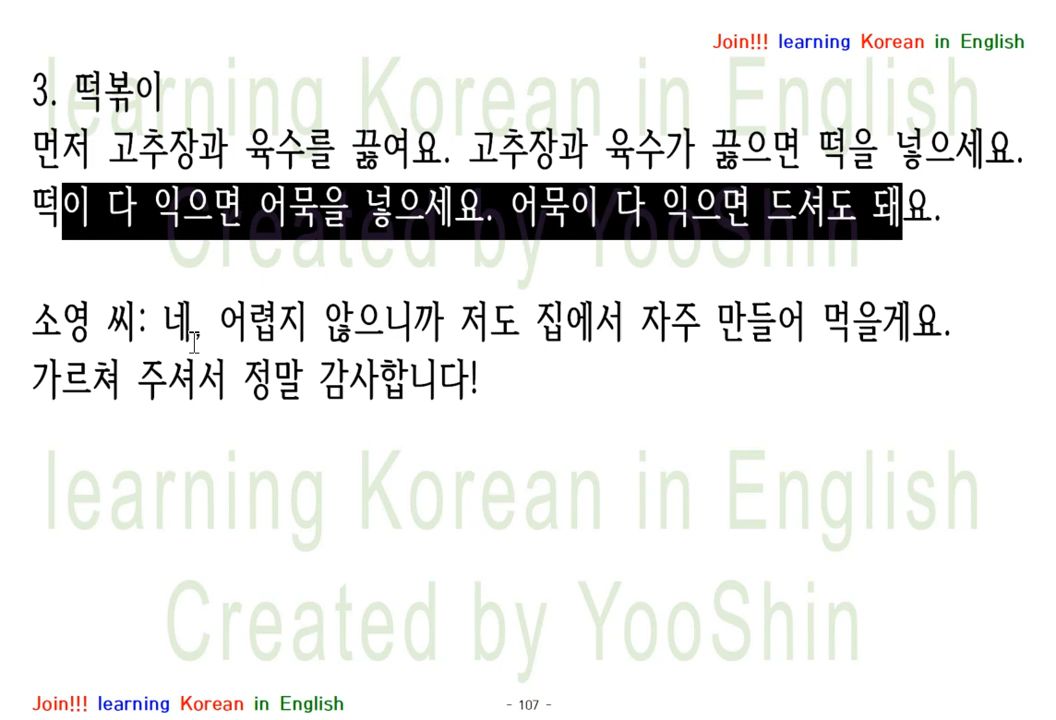 Join!!! learning Korean in English
3. 떡볶이
먼저 고추장과 육수를 끓여요. 고추장과 육수가 끓으면 떡을 넣으세요.
떡이 다 익으면 어묵을 넣으세요. 어묵이 다 익으면 드셔도 돼요.
소영 씨: 네, 어렵지 않으니까 저도 집에서 자주 만들어 먹을게요.
가르쳐 주셔서 정말 감사합니다!
learning Korean in English
Created by YooShin
learning Korean in English
Created by YooShin
Join!!! learning Korean in English
- 107 -